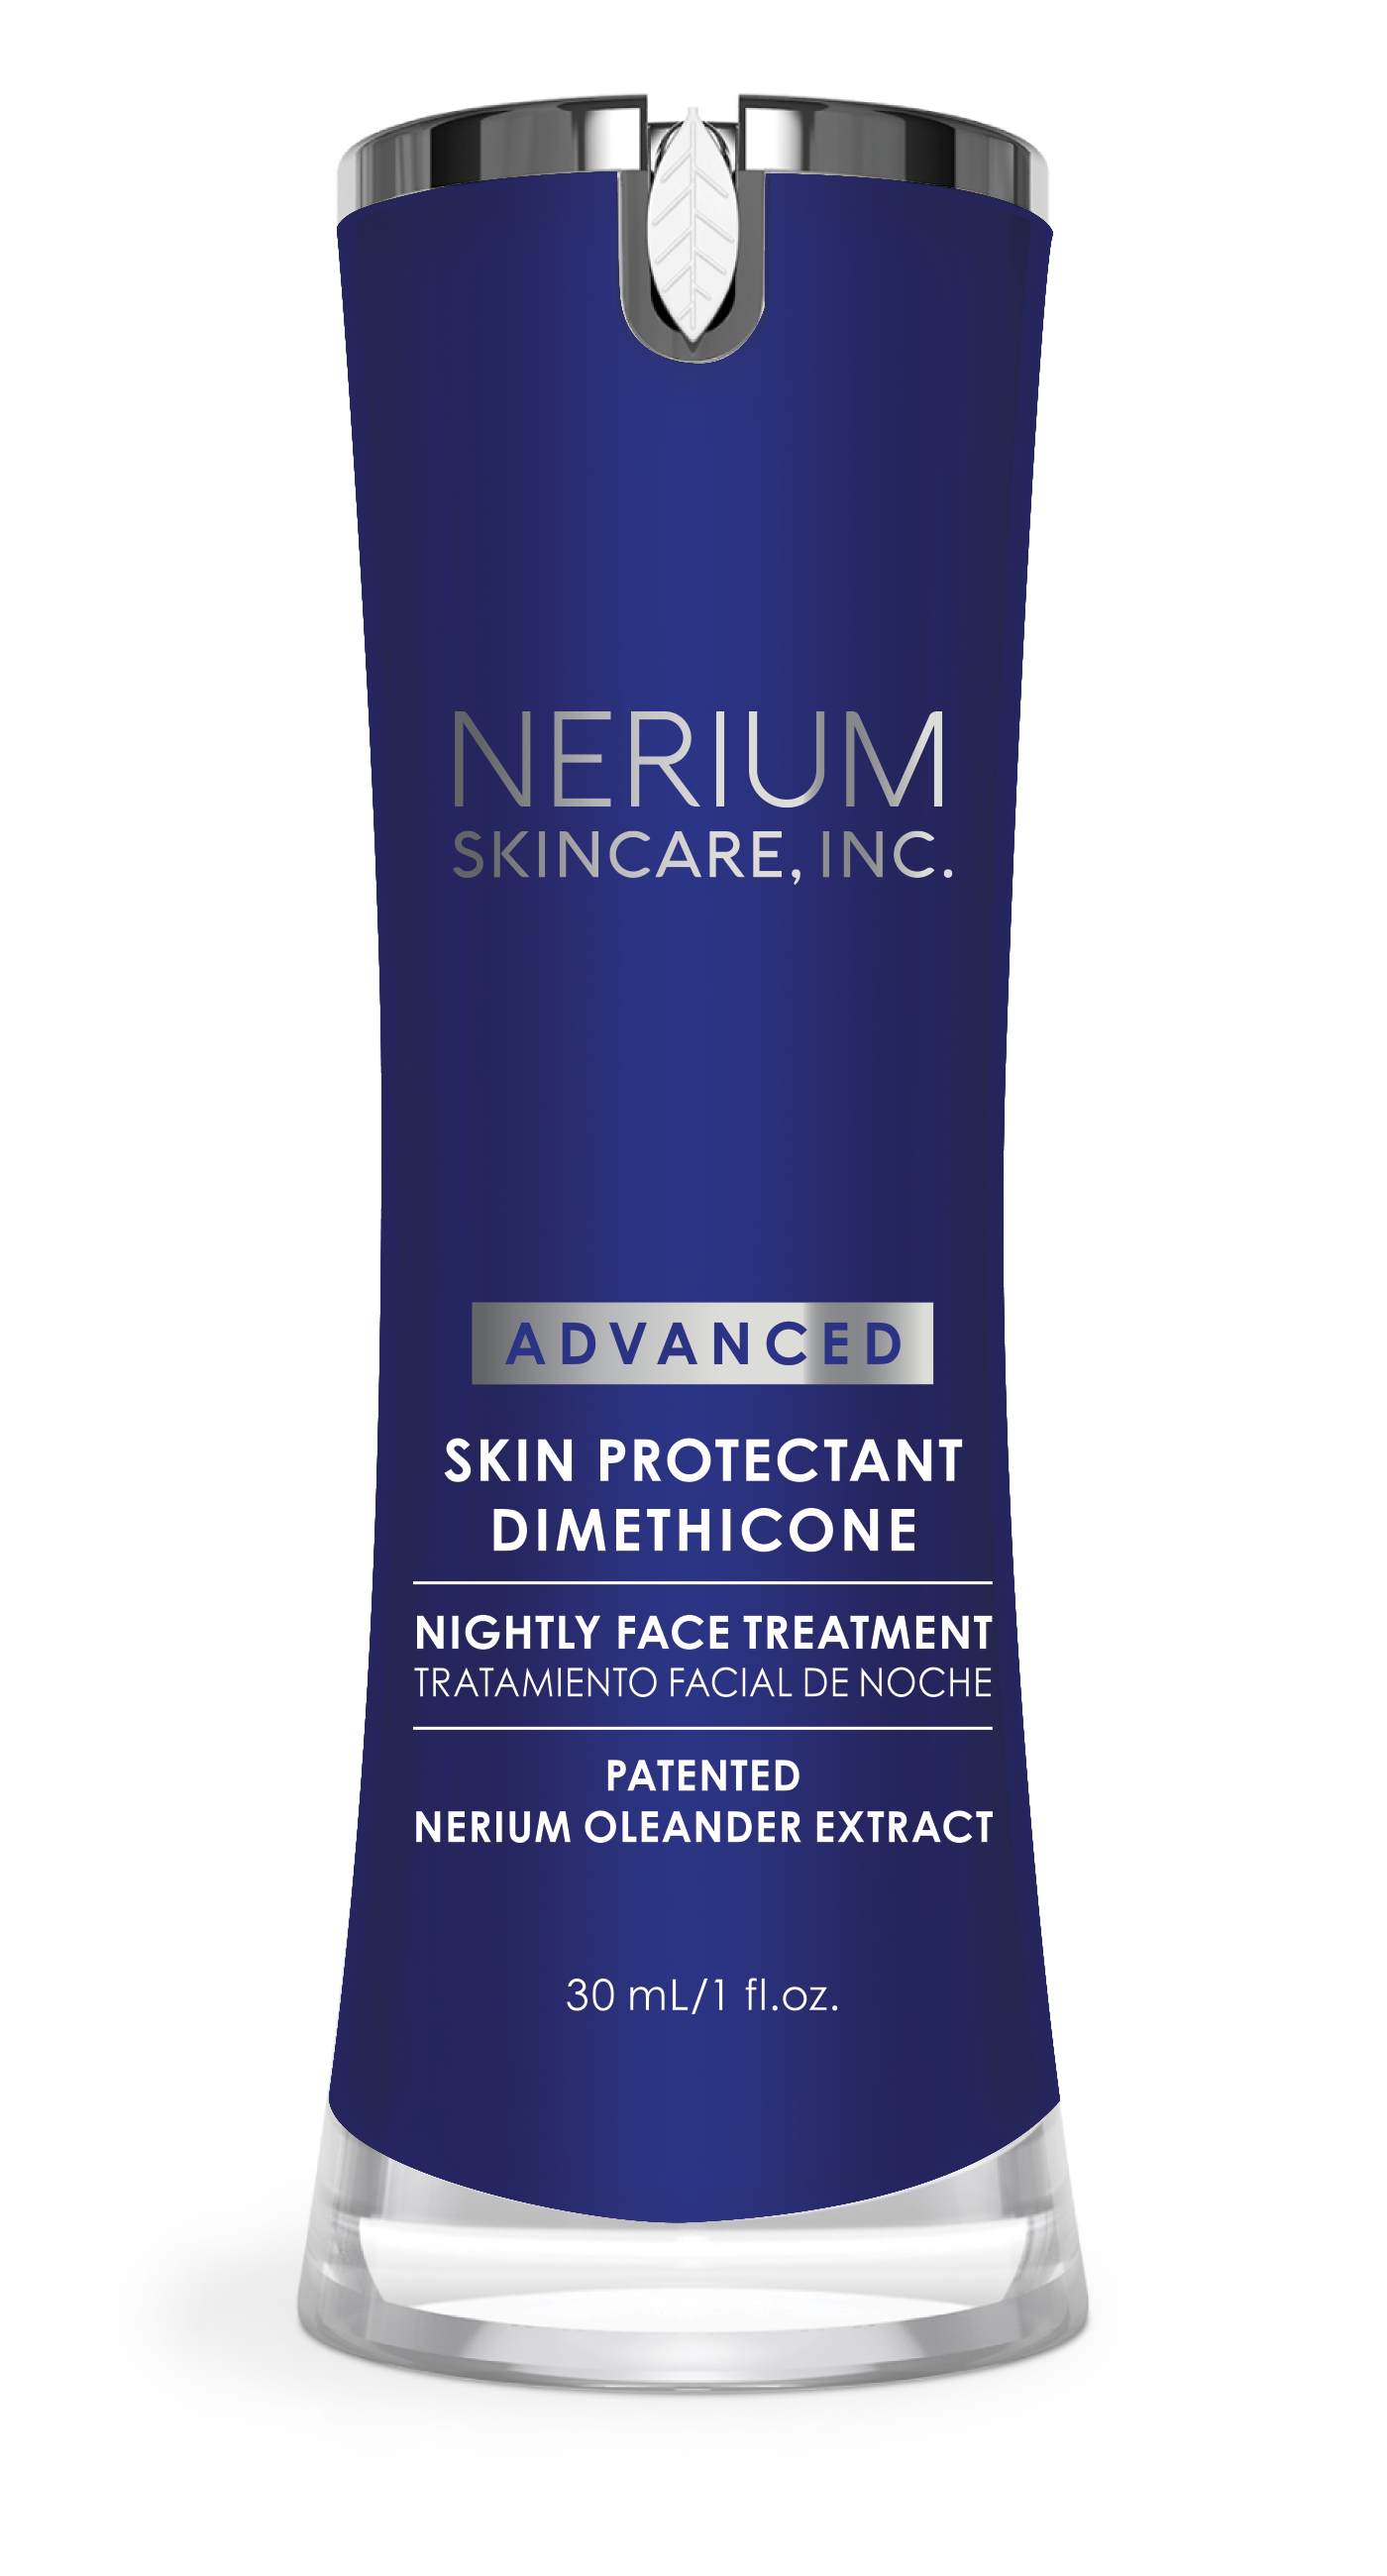 NERIUM
SKINCARE, INC.
ADVANCED
SKIN PROTECTANT
DIMETHICONE
NIGHTLY FACE TREATMENT
TRATAMIENTO FACIAL DE NOCHE
PATENTED
NERIUM OLEANDER EXTRACT
30 mL/1 fl.oz.